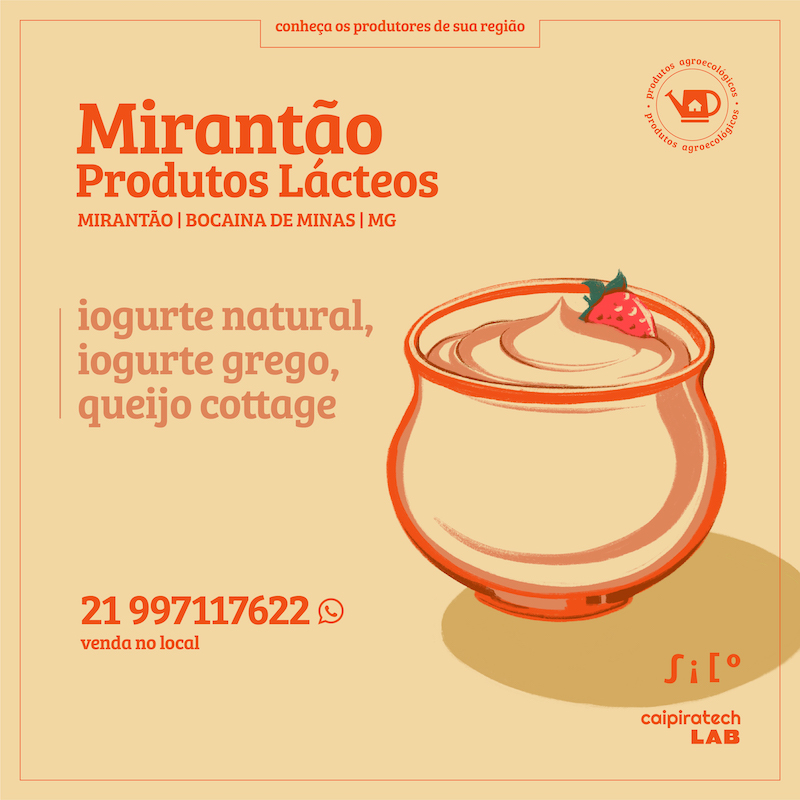 conheça os produtores de sua região
produtos agroecológicos • produtos agroecológicos •
Mirantão
Produtos Lácteos
MIRANTÃO | BOCAINA DE MINAS | MG
iogurte natural,
iogurte grego,
queijo cottage
21 997117622
venda no local
caipiratech
LAB